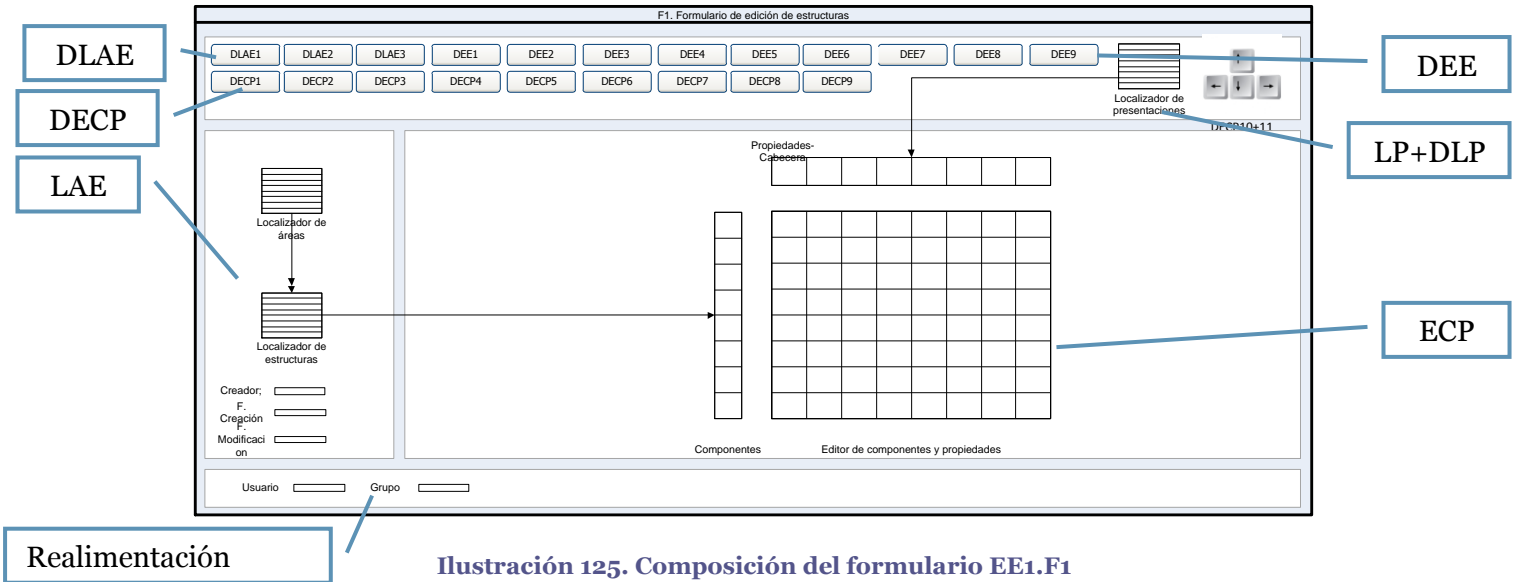 F1. Formulario de edición de estructuras
DLAE
DLAE1 DLAE2 DLAE3 DEE1 DEE2 DEE3 DEE4 DEE5 DEE6 DEE7 DEE8 DEE9
DEE
DECP1 DECP2 DECP3 DECP4 DECP5 DECP6 DECP7 DECP8 DECP9
Localizador de
presentaciones
DECP10+11
DECP
LP+DLP
LAE
Propiedades-
Cabecera
Localizador de
áreas
Localizador de
estructuras
ECP
Creador;
F.
Creación
F.
Modificaci
on
Componentes
Editor de componentes y propiedades
Usuario
Grupo
Realimentación
Ilustración 125. Composición del formulario EE1.F1